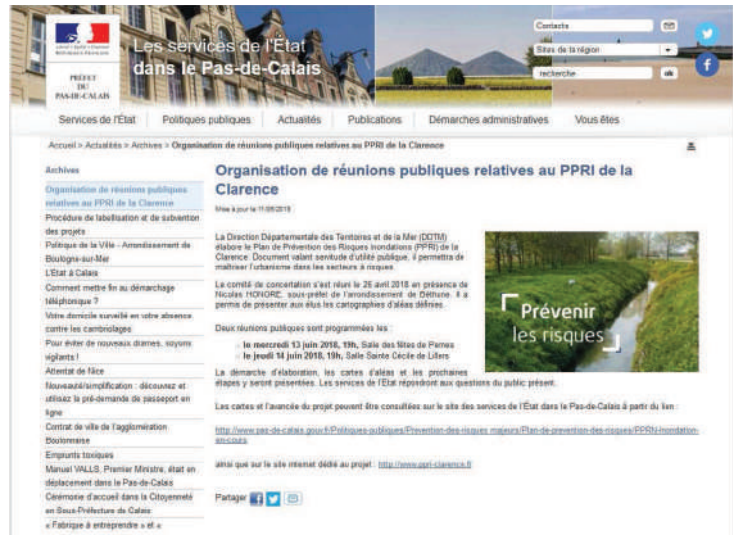 Liberté • Égalité • Fraternité
RÉPUBLIQUE FRANÇAISE
PRÉFET
DU
PAS-DE-CALAIS
Les services de l'État
dans le Pas-de-Calais
Contacts
Sites de la région
recherche
ok
Services de l'État
Politiques publiques
Actualités
Publications
Démarches administratives
Vous êtes
Accueil > Actualités > Archives > Organisation de réunions publiques relatives au PPRI de la Clarence
Archives
Organisation de réunions publiques
relatives au PPRI de la Clarence
Procédure de labellisation et de subvention
des projets
Politique de la Ville - Arrondissement de
Boulogne-sur-Mer
L'Etat à Calais
Comment mettre fin au démarchage
téléphonique ?
Votre domicile surveillé en votre absence
contre les cambriolages
Pour éviter de nouveaux drames, soyons
vigilants !
Attentat de Nice
Nouveauté/simplification : découvrez et
utilisez la pré-demande de passeport en
ligne
Contrat de ville de l'agglomération
Boulonnaise
Emprunts toxiques
Manuel VALLS, Premier Ministre, était en
déplacement dans le Pas-de-Calais
Cérémonie d'accueil dans la Citoyenneté
en Sous-Préfecture de Calais
« Fabrique à entreprendre » et «
Organisation de réunions publiques relatives au PPRI de la
Clarence
Mise à jour le 11/06/2018
La Direction Départementale des Territoires et de la Mer (DDTM)
élabore le Plan de Prévention des Risques Inondations (PPRI) de la
Clarence. Document valant servitude d'utilité publique, il permettra de
maîtriser l'urbanisme dans les secteurs à risques.
Le comité de concertation s'est réuni le 26 avril 2018 en présence de
Nicolas HONORÉ, sous-préfet de l'arrondissement de Béthune. Il a
permis de présenter aux élus les cartographies d'aléas définies.
Deux réunions publiques sont programmées les :
le mercredi 13 juin 2018, 19h, Salle des fêtes de Pernes
le jeudi 14 juin 2018, 19h, Salle Sainte Cécile de Lillers
La démarche d'élaboration, les cartes d'aléas et les prochaines
étapes y seront présentées. Les services de l'État répondront aux questions du public présent.
Prévenir
les risques
Les cartes et l'avancée du projet peuvent être consultées sur le site des services de l'État dans le Pas-de-Calais à partir du lien :
http://www.pas-de-calais.gouv.fr/Politiques-publiques/Prevention-des-risques-majeurs/Plan-de-prevention-des-risques/PPRN-Inondation-
en-cours
ainsi que sur le site internet dédié au projet : http://www.ppri-clarence.fr
Partager